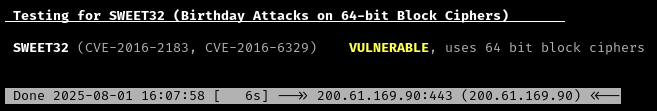 Testing for SWEET32 (Birthday Attacks on 64-bit Block Ciphers)
SWEET32 (CVE-2016-2183, CVE-2016-6329)    VULNERABLE, uses 64 bit block ciphers
Done 2025-08-01 16:07:58 [   6s] -->> 200.61.169.90:443 (200.61.169.90) <<--